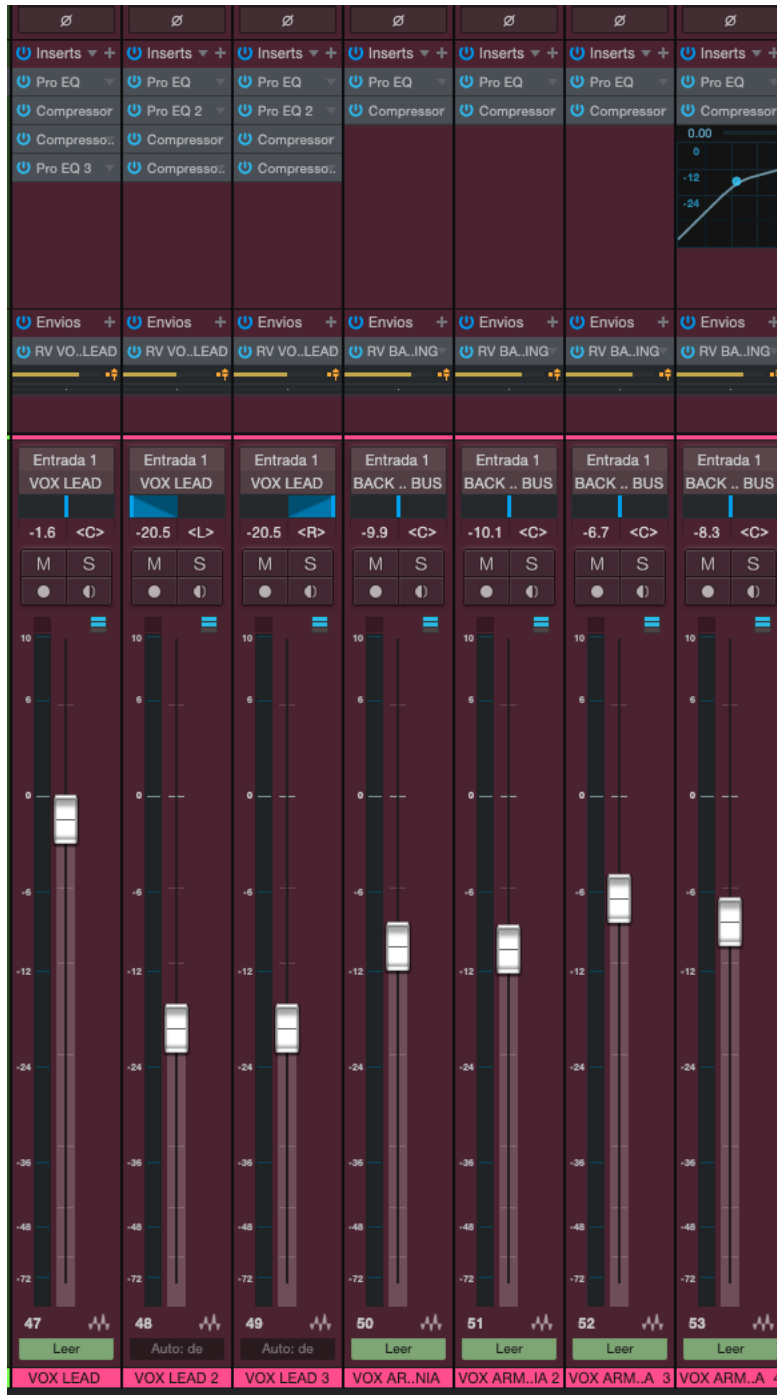 Ø Ø Ø Ø Ø Ø Ø
Inserts Inserts Inserts Inserts Inserts Inserts Inserts
Pro EQ Pro EQ Pro EQ Pro EQ Pro EQ Pro EQ Pro EQ
Compressor Pro EQ 2 Pro EQ 2 Compressor Compressor Compressor Compressor
Compresso.. Compressor Compressor 0.00
Pro EQ 3 Compresso.. Compresso.. 0
-12
-24
Envios Envios Envios Envios Envios Envios Envios
RV VO..LEAD RV VO..LEAD RV VO..LEAD RV BA..ING RV BA..ING RV BA..ING RV BA..ING
Entrada 1 Entrada 1 Entrada 1 Entrada 1 Entrada 1 Entrada 1 Entrada 1
VOX LEAD VOX LEAD VOX LEAD BACK .. BUS BACK .. BUS BACK .. BUS BACK .. BUS
-1.6 <C> -20.5 <L> -20.5 <R> -9.9 <C> -10.1 <C> -6.7 <C> -8.3 <C>
M S M S M S M S M S M S M S
10 10 10 10 10 10 10
6 6 6 6 6 6 6
0 0 0 0 0 0 0
-6 -6 -6 -6 -6 -6 -6
-12 -12 -12 -12 -12 -12 -12
-24 -24 -24 -24 -24 -24 -24
-36 -36 -36 -36 -36 -36 -36
-48 -48 -48 -48 -48 -48 -48
-72 -72 -72 -72 -72 -72 -72
47 48 49 50 51 52 53
Leer Auto: de Auto: de Leer Leer Leer Leer
VOX LEAD VOX LEAD 2 VOX LEAD 3 VOX AR..NIA VOX ARM..IA 2 VOX ARM..A 3 VOX ARM..A 4